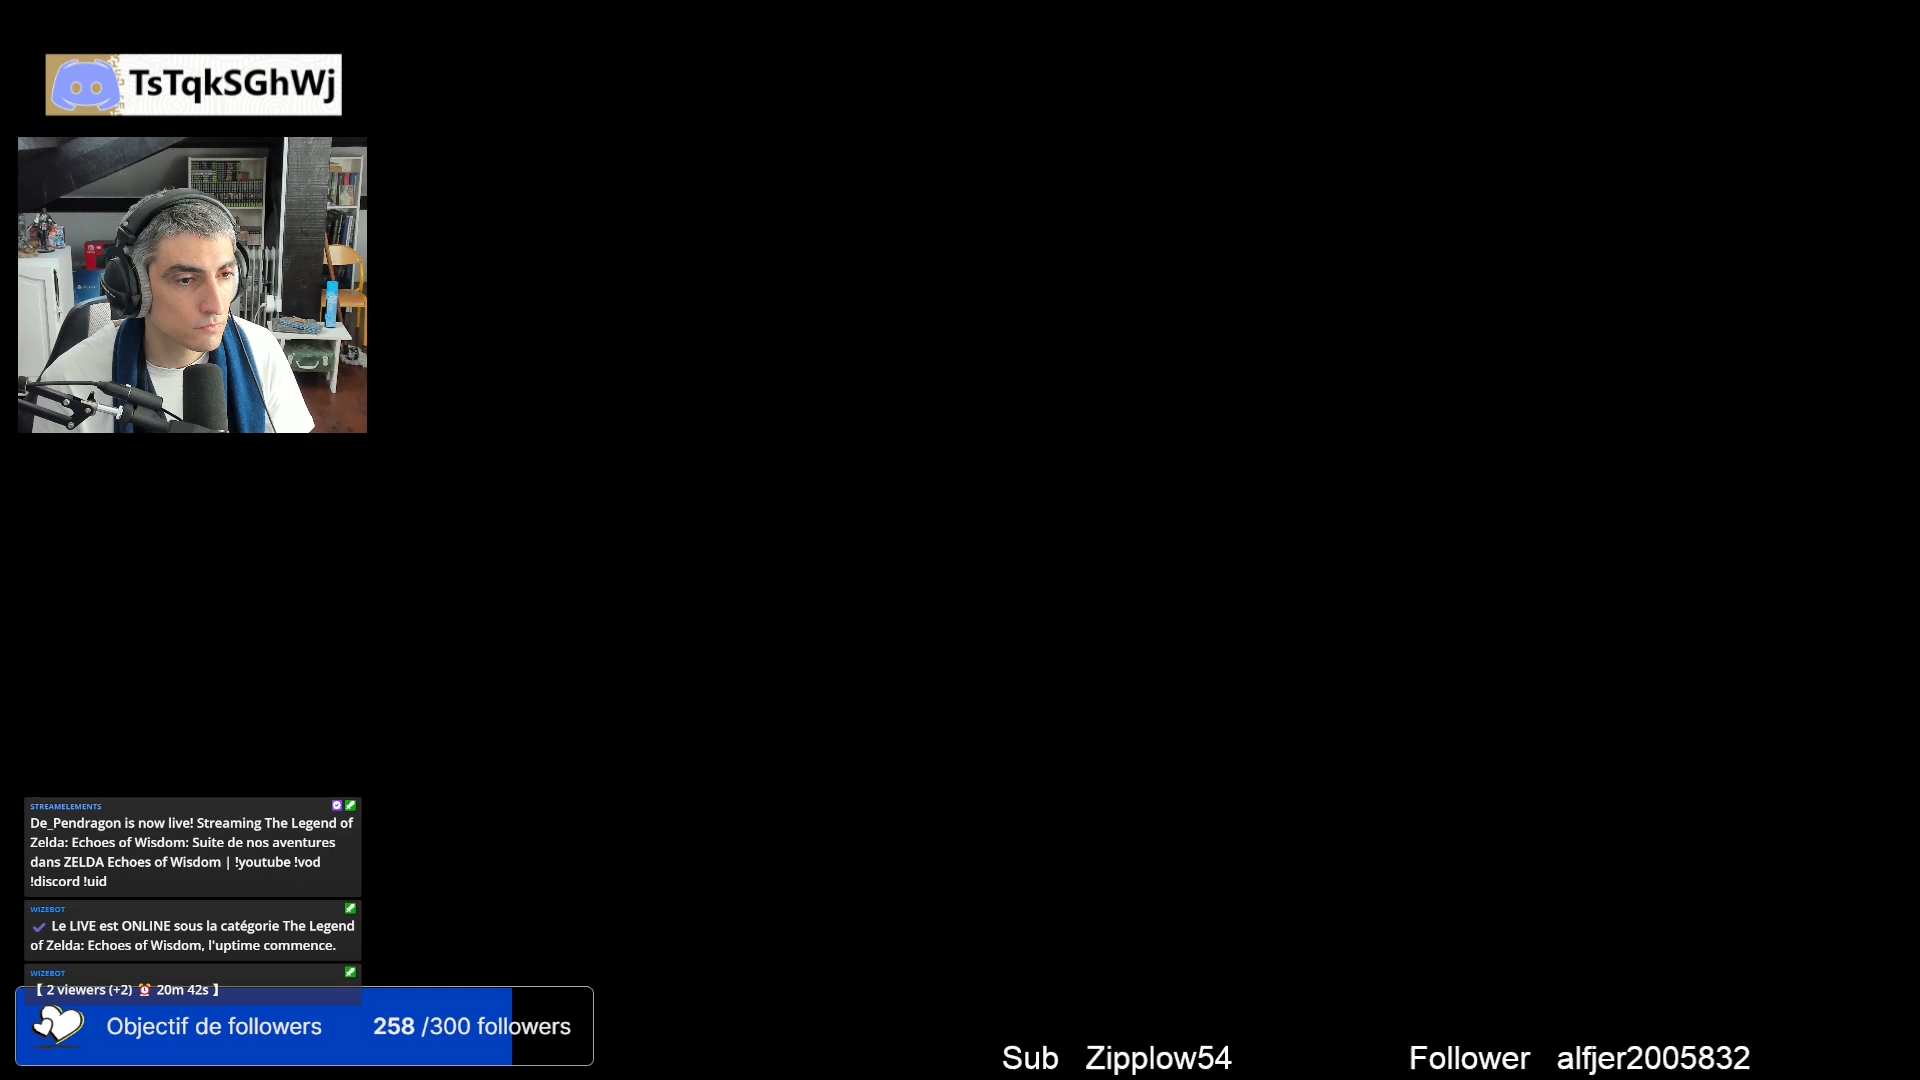 TsTqkSGhWj
STREAMELEMENTS
De_Pendragon is now live! Streaming The Legend of
Zelda: Echoes of Wisdom: Suite de nos aventures
dans ZELDA Echoes of Wisdom | !youtube !vod
!discord !uid
WIZEBOT
Le LIVE est ONLINE sous la catégorie The Legend
of Zelda: Echoes of Wisdom, l'uptime commence.
WIZEBOT
【 2 viewers (+2) ⏰ 20m 42s 】
Objectif de followers 258 /300 followers
Sub Zipplow54 Follower alfjer2005832